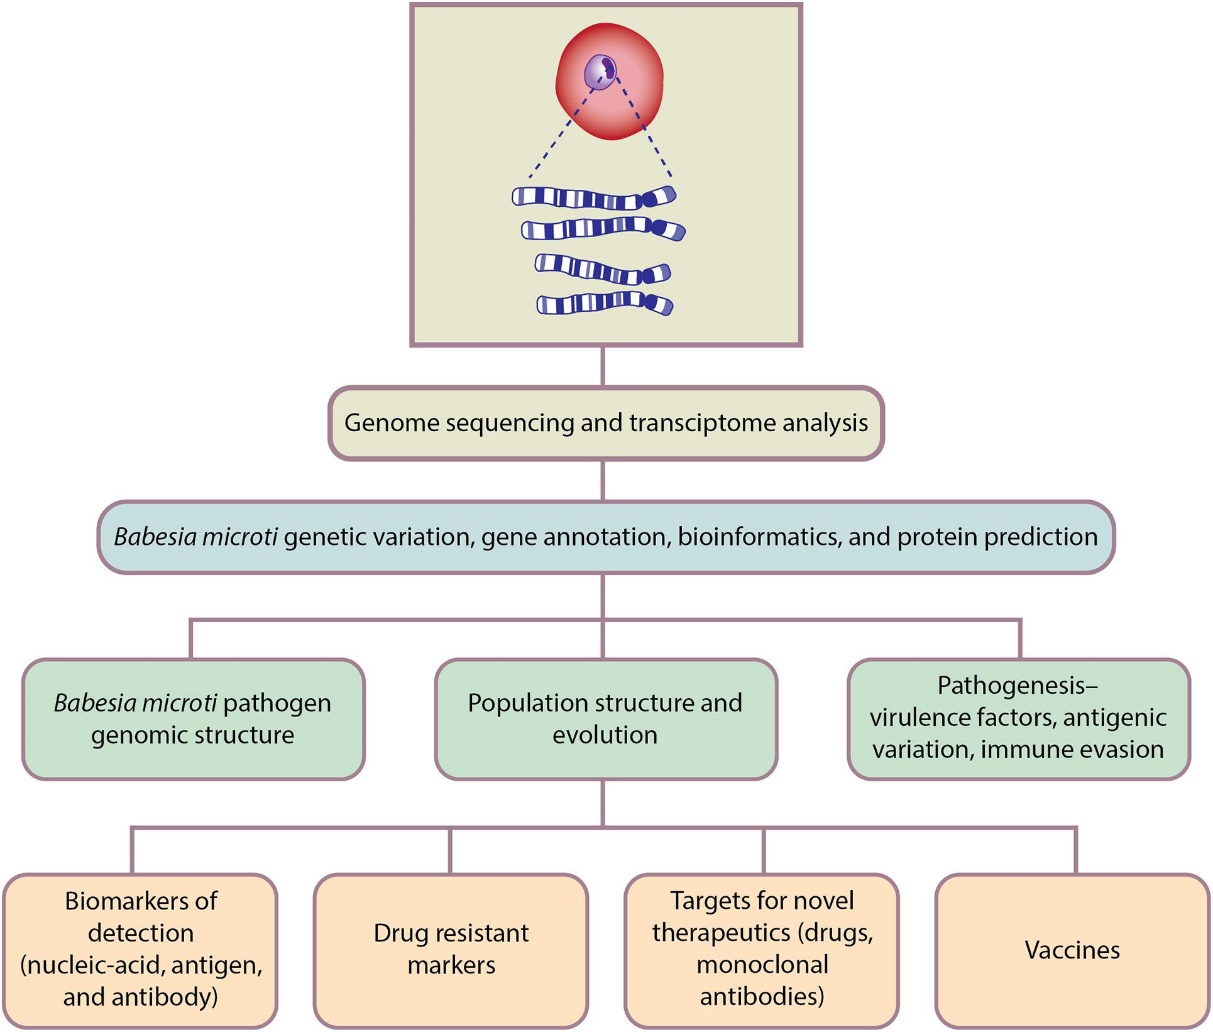 Genome sequencing and transciptome analysis
Babesia microti genetic variation, gene annotation, bioinformatics, and protein prediction
Babesia microti pathogen
genomic structure
Population structure and
evolution
Pathogenesis–
virulence factors, antigenic
variation, immune evasion
Biomarkers of
detection
(nucleic-acid, antigen,
and antibody)
Drug resistant
markers
Targets for novel
therapeutics (drugs,
monoclonal
antibodies)
Vaccines